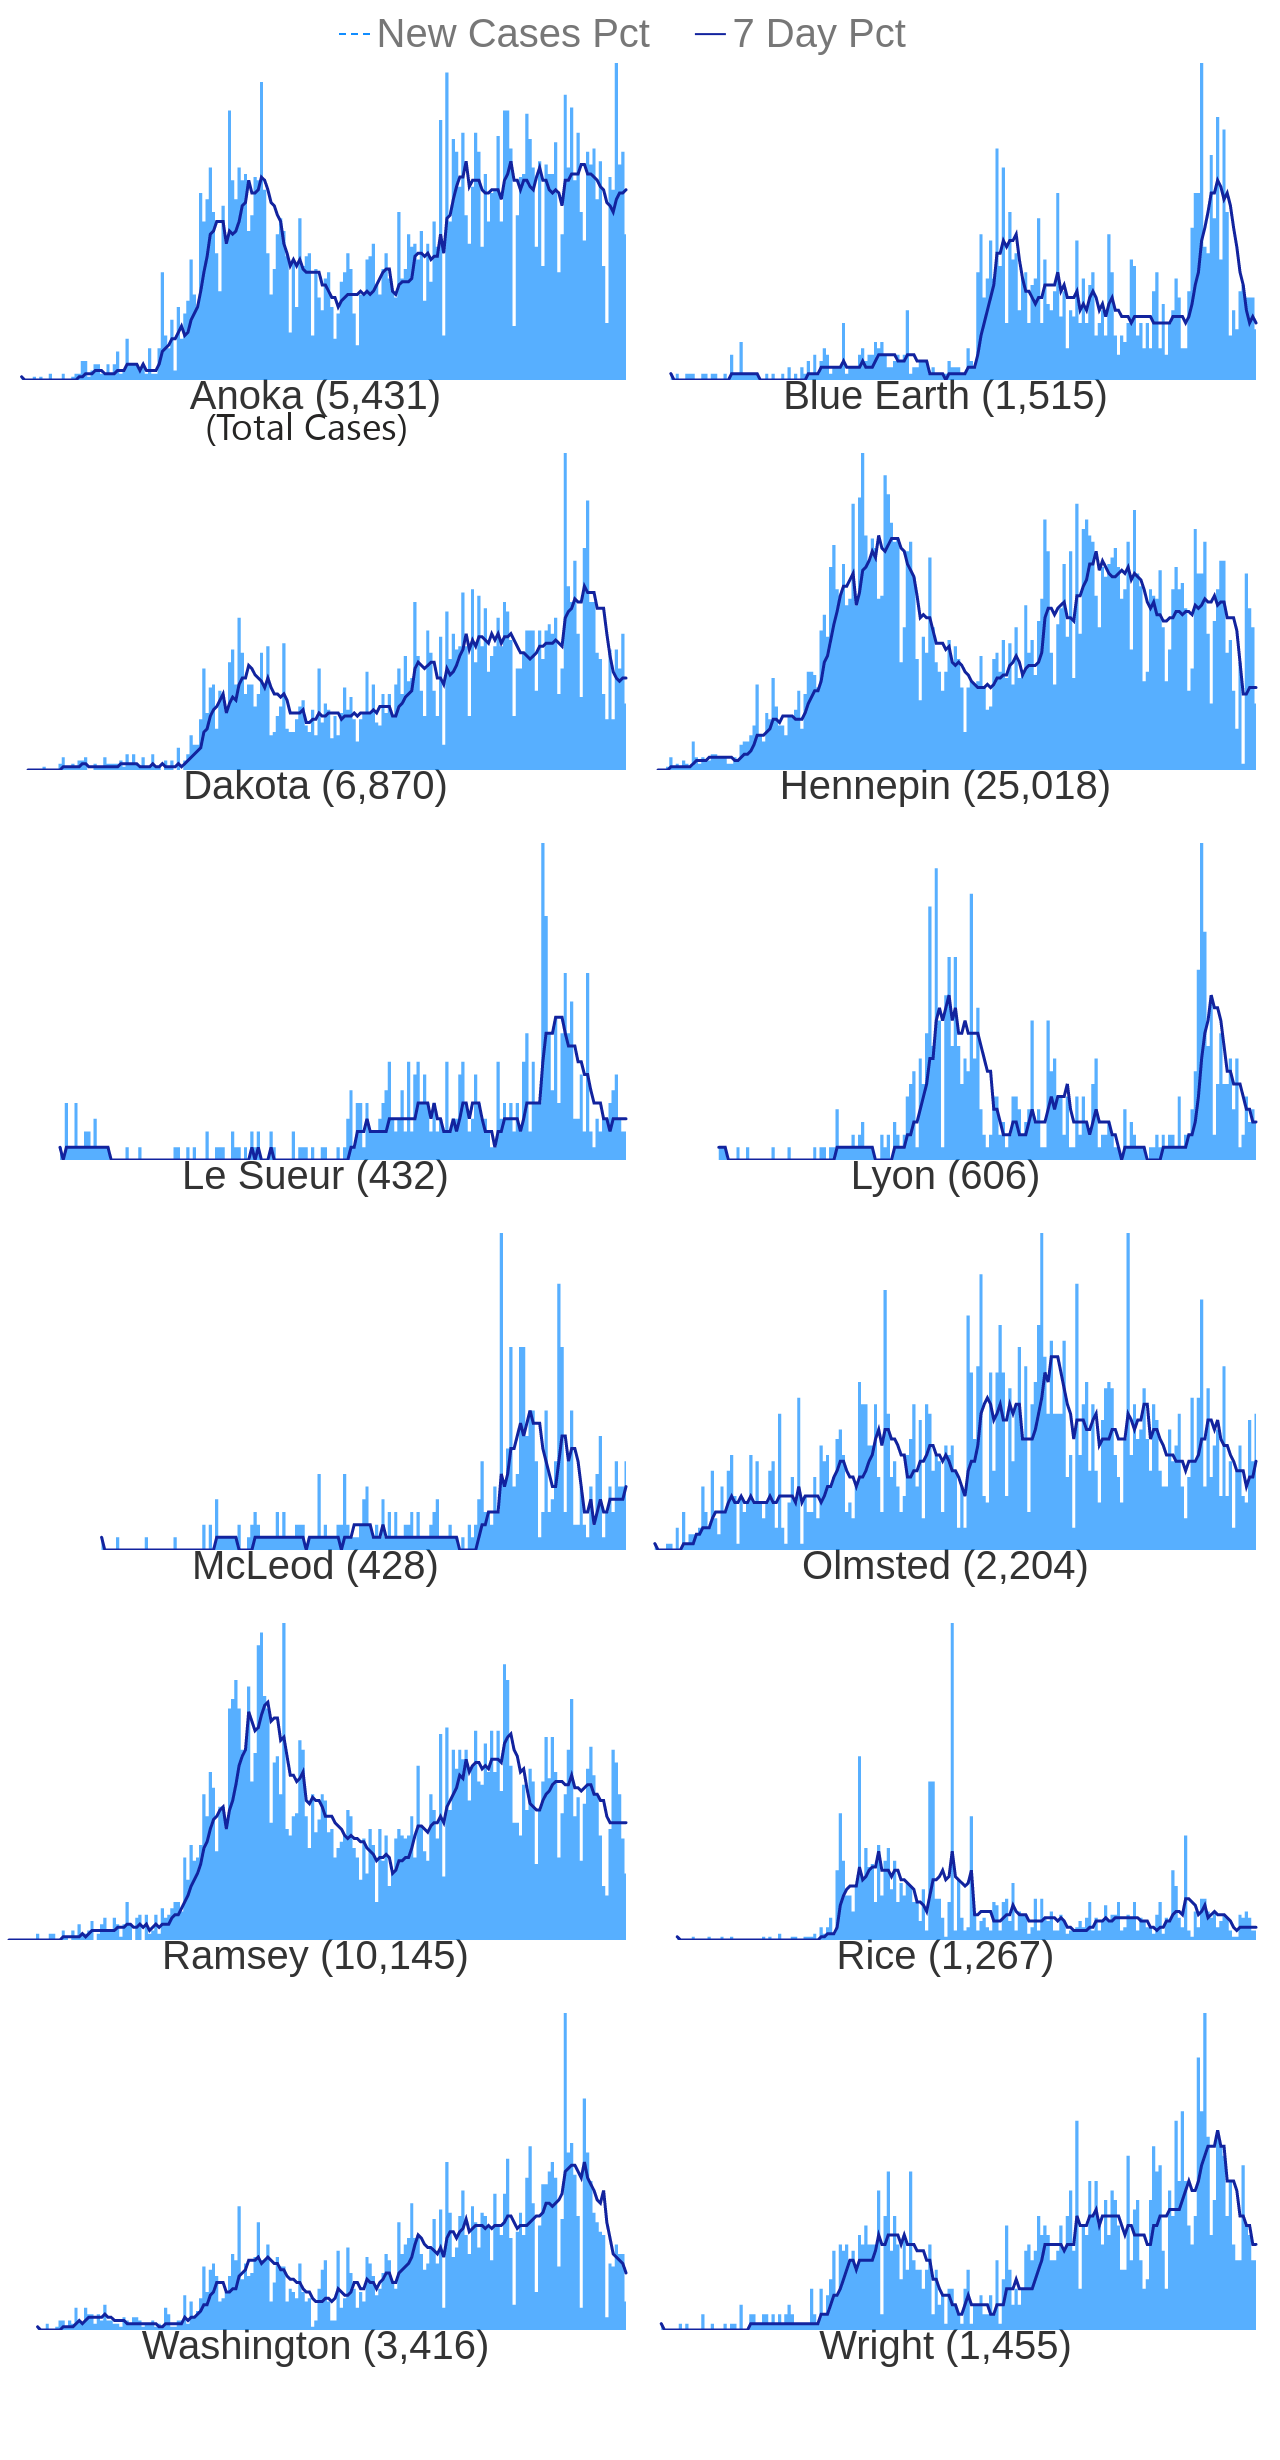 New Cases Pct 7 Day Pct
Anoka (5,431) Blue Earth (1,515)
(Total Cases)
Dakota (6,870) Hennepin (25,018)
Le Sueur (432) Lyon (606)
McLeod (428) Olmsted (2,204)
Ramsey (10,145) Rice (1,267)
Washington (3,416) Wright (1,455)